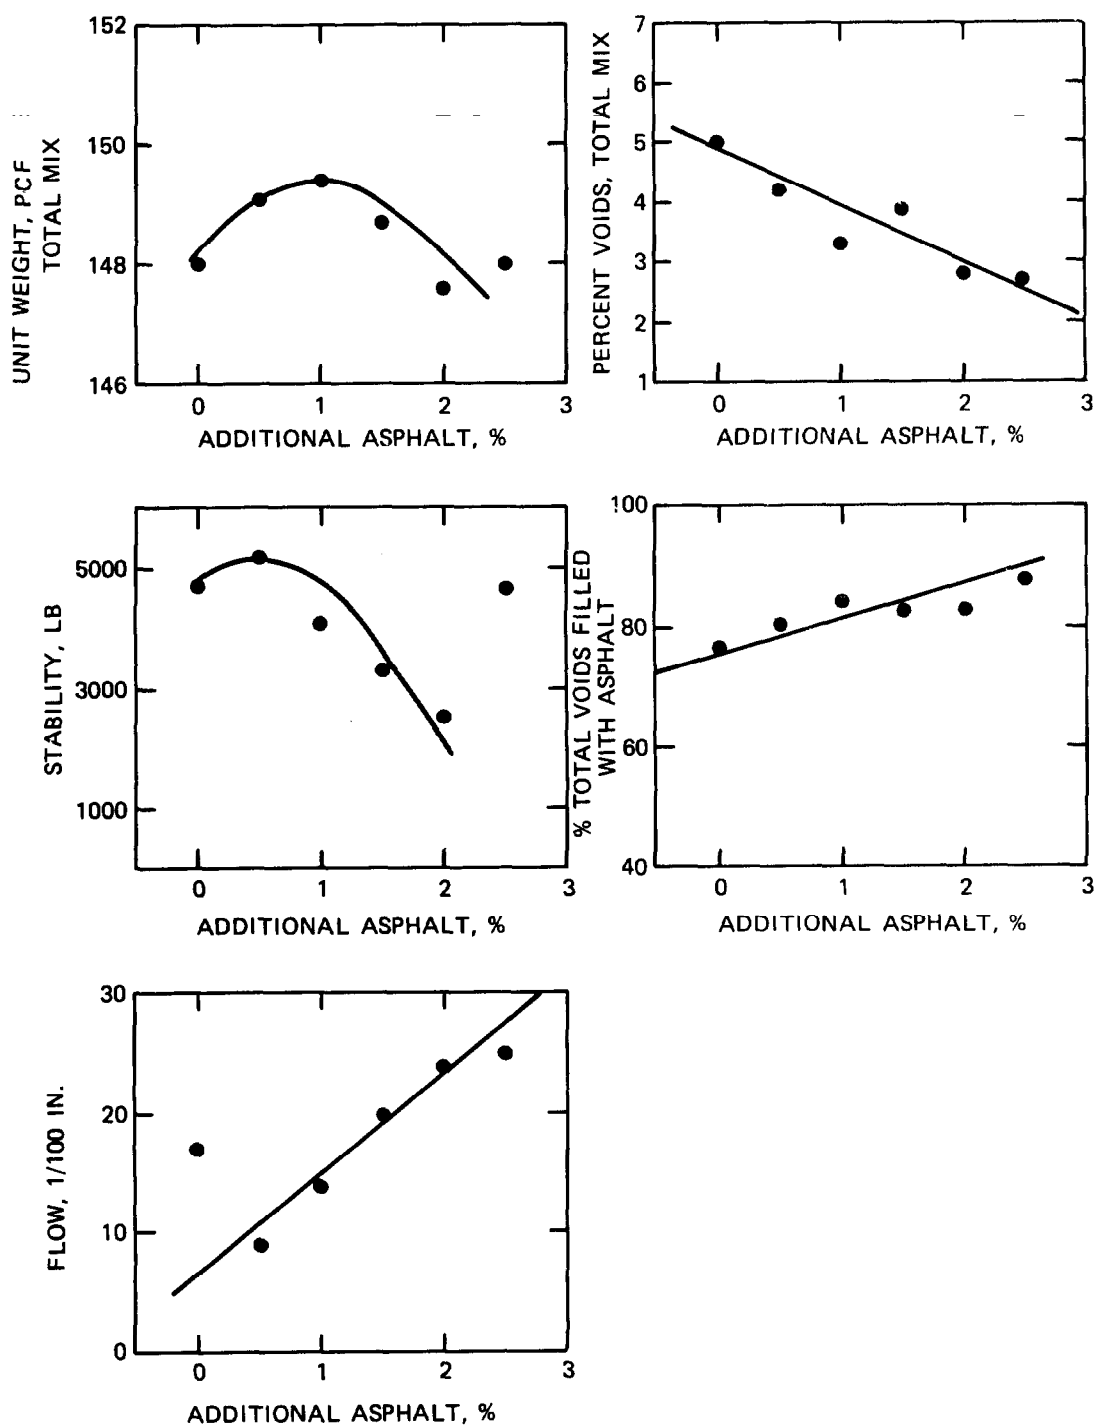 152
150
148
146
UNIT WEIGHT, PCF
TOTAL MIX
0 1 2 3
ADDITIONAL ASPHALT, %
7
6
5
4
3
2
1
PERCENT VOIDS, TOTAL MIX
0 1 2 3
ADDITIONAL ASPHALT, %
5000
3000
1000
STABILITY, LB
0 1 2 3
ADDITIONAL ASPHALT, %
100
80
60
40
% TOTAL VOIDS FILLED
WITH ASPHALT
0 1 2 3
ADDITIONAL ASPHALT, %
30
20
10
0
FLOW, 1/100 IN.
0 1 2 3
ADDITIONAL ASPHALT, %